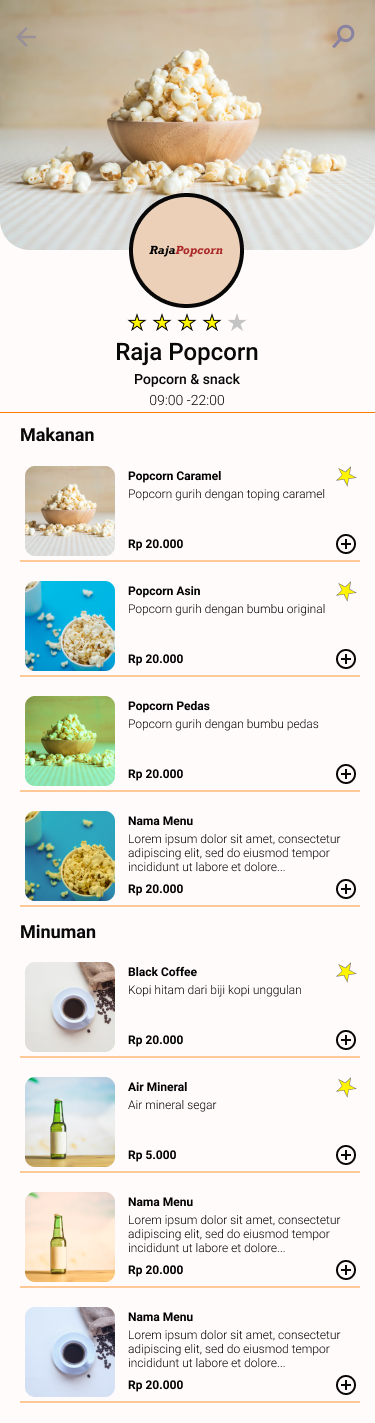 RajaPopcorn
Raja Popcorn
Popcorn & snack
09:00 -22:00
Makanan
Popcorn Caramel
Popcorn gurih dengan toping caramel
Rp 20.000
Popcorn Asin
Popcorn gurih dengan bumbu original
Rp 20.000
Popcorn Pedas
Popcorn gurih dengan bumbu pedas
Rp 20.000
Nama Menu
Lorem ipsum dolor sit amet, consectetur
adipiscing elit, sed do eiusmod tempor
incididunt ut labore et dolore...
Rp 20.000
Minuman
Black Coffee
Kopi hitam dari biji kopi unggulan
Rp 20.000
Air Mineral
Air mineral segar
Rp 5.000
Nama Menu
Lorem ipsum dolor sit amet, consectetur
adipiscing elit, sed do eiusmod tempor
incididunt ut labore et dolore...
Rp 20.000
Nama Menu
Lorem ipsum dolor sit amet, consectetur
adipiscing elit, sed do eiusmod tempor
incididunt ut labore et dolore...
Rp 20.000